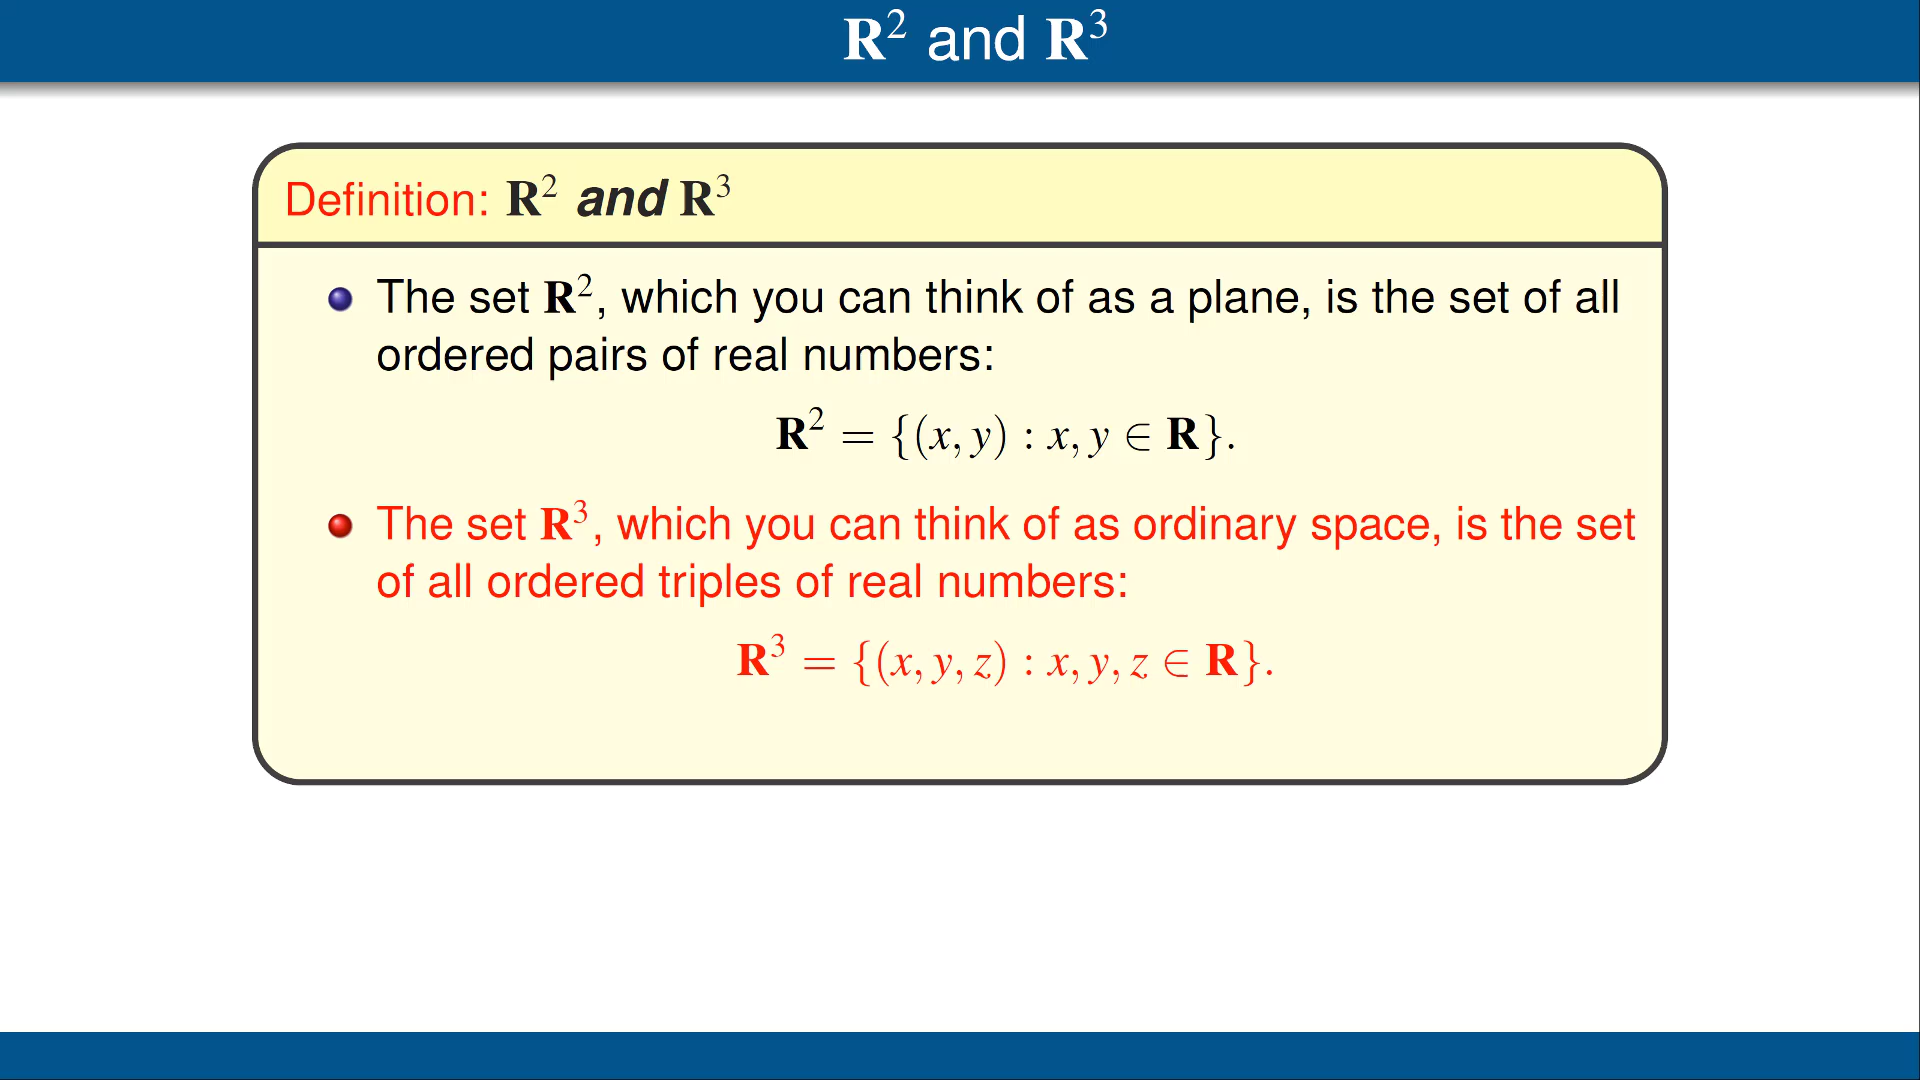 R² and R³
Definition: R² and R³
The set R², which you can think of as a plane, is the set of all
ordered pairs of real numbers:
R² = {(x, y) : x, y ∈ R}.
The set R³, which you can think of as ordinary space, is the set
of all ordered triples of real numbers:
R³ = {(x, y, z) : x, y, z ∈ R}.